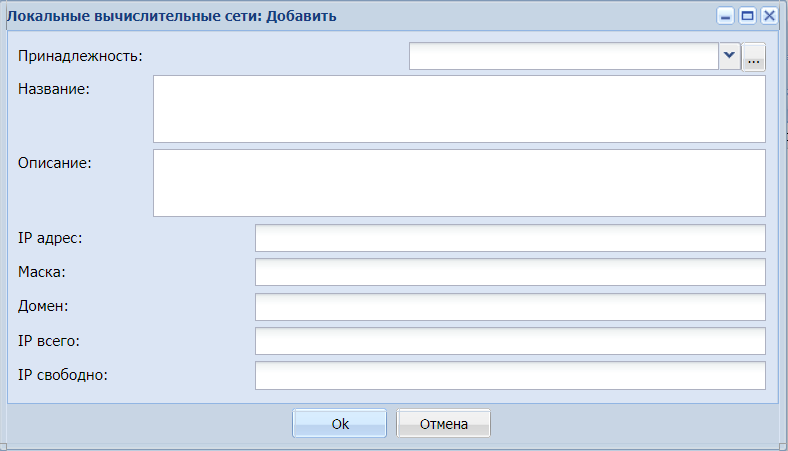 Локальные вычислительные сети: Добавить
Принадлежность:
...
Название:
Описание:
IP адрес:
Маска:
Домен:
IP всего:
IP свободно:
Ok Отмена